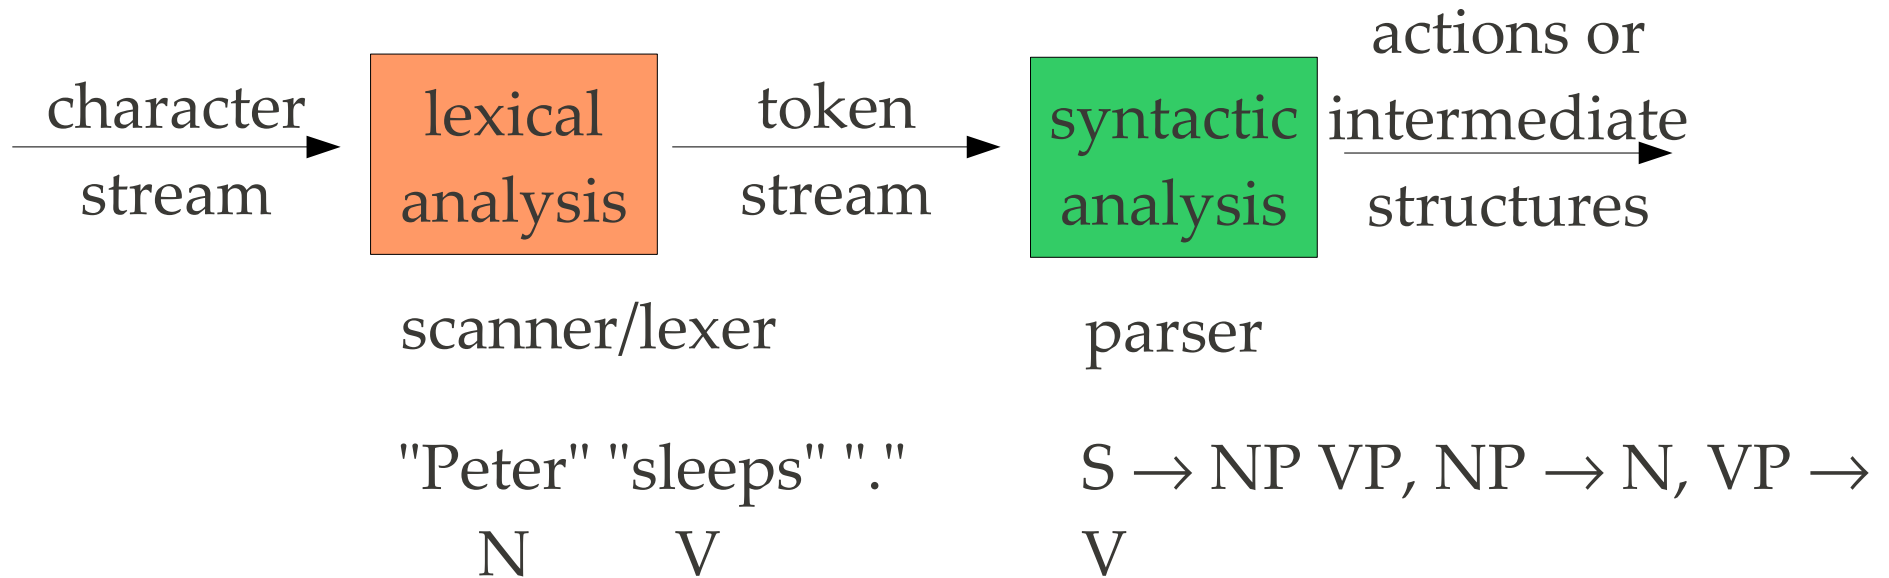 character
stream
lexical
analysis
token
stream
syntactic
analysis
actions or
intermediate
structures
scanner/lexer
parser
"Peter" "sleeps" "."
N V
S → NP VP, NP → N, VP →
V